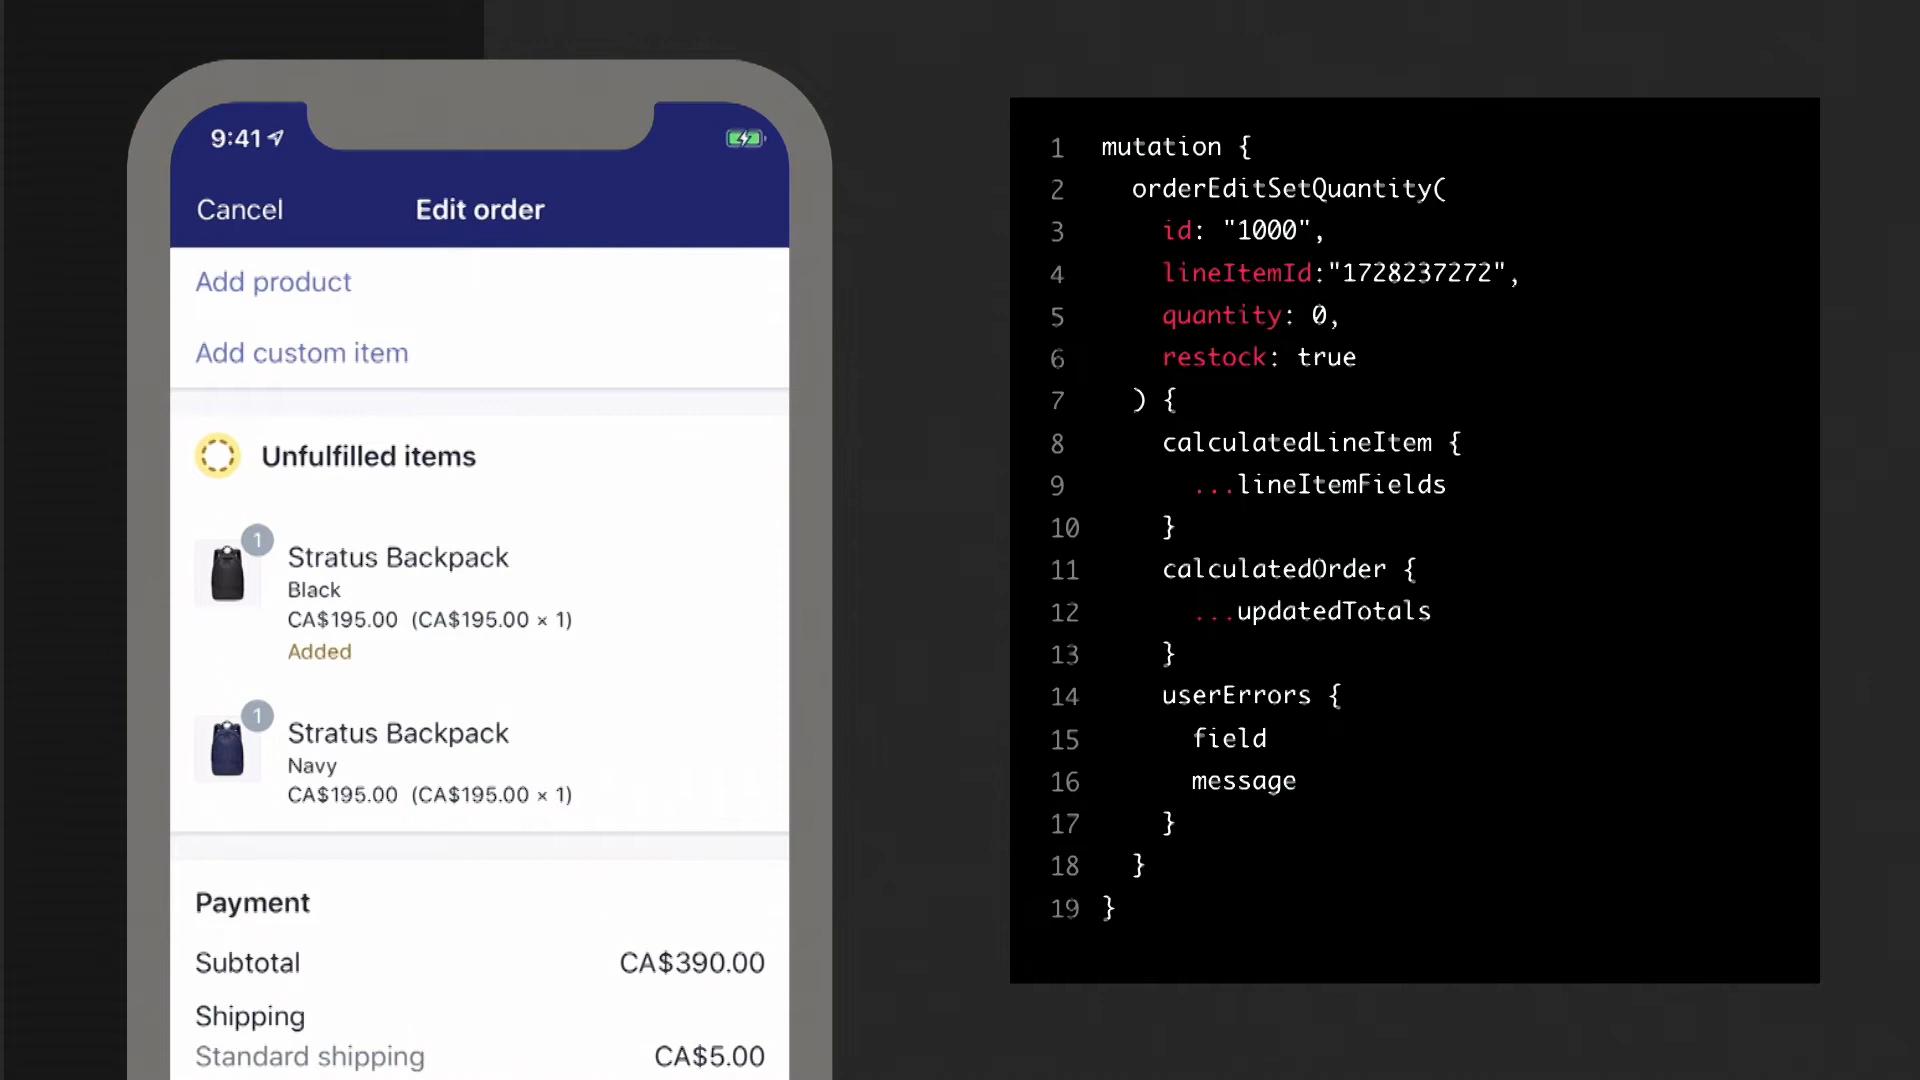 9:41
Cancel
Edit order
Add product
Add custom item
Unfulfilled items
1
Stratus Backpack
Black
CA$195.00 (CA$195.00 × 1)
Added
1
Stratus Backpack
Navy
CA$195.00 (CA$195.00 × 1)
Payment
Subtotal CA$390.00
Shipping
Standard shipping CA$5.00
1 mutation {
2 orderEditSetQuantity(
3 id: "1000",
4 lineItemId:"1728237272",
5 quantity: 0,
6 restock: true
7 ) {
8 calculatedLineItem {
9 ...lineItemFields
10 }
11 calculatedOrder {
12 ...updatedTotals
13 }
14 userErrors {
15 field
16 message
17 }
18 }
19 }